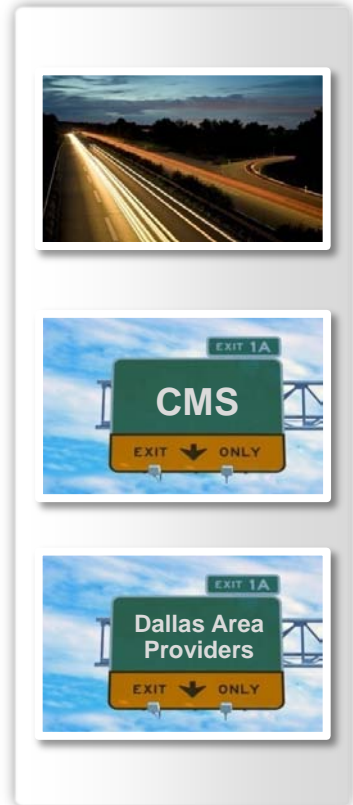 EXIT 1A
CMS
EXIT ONLY
EXIT 1A
Dallas Area
Providers
EXIT ONLY